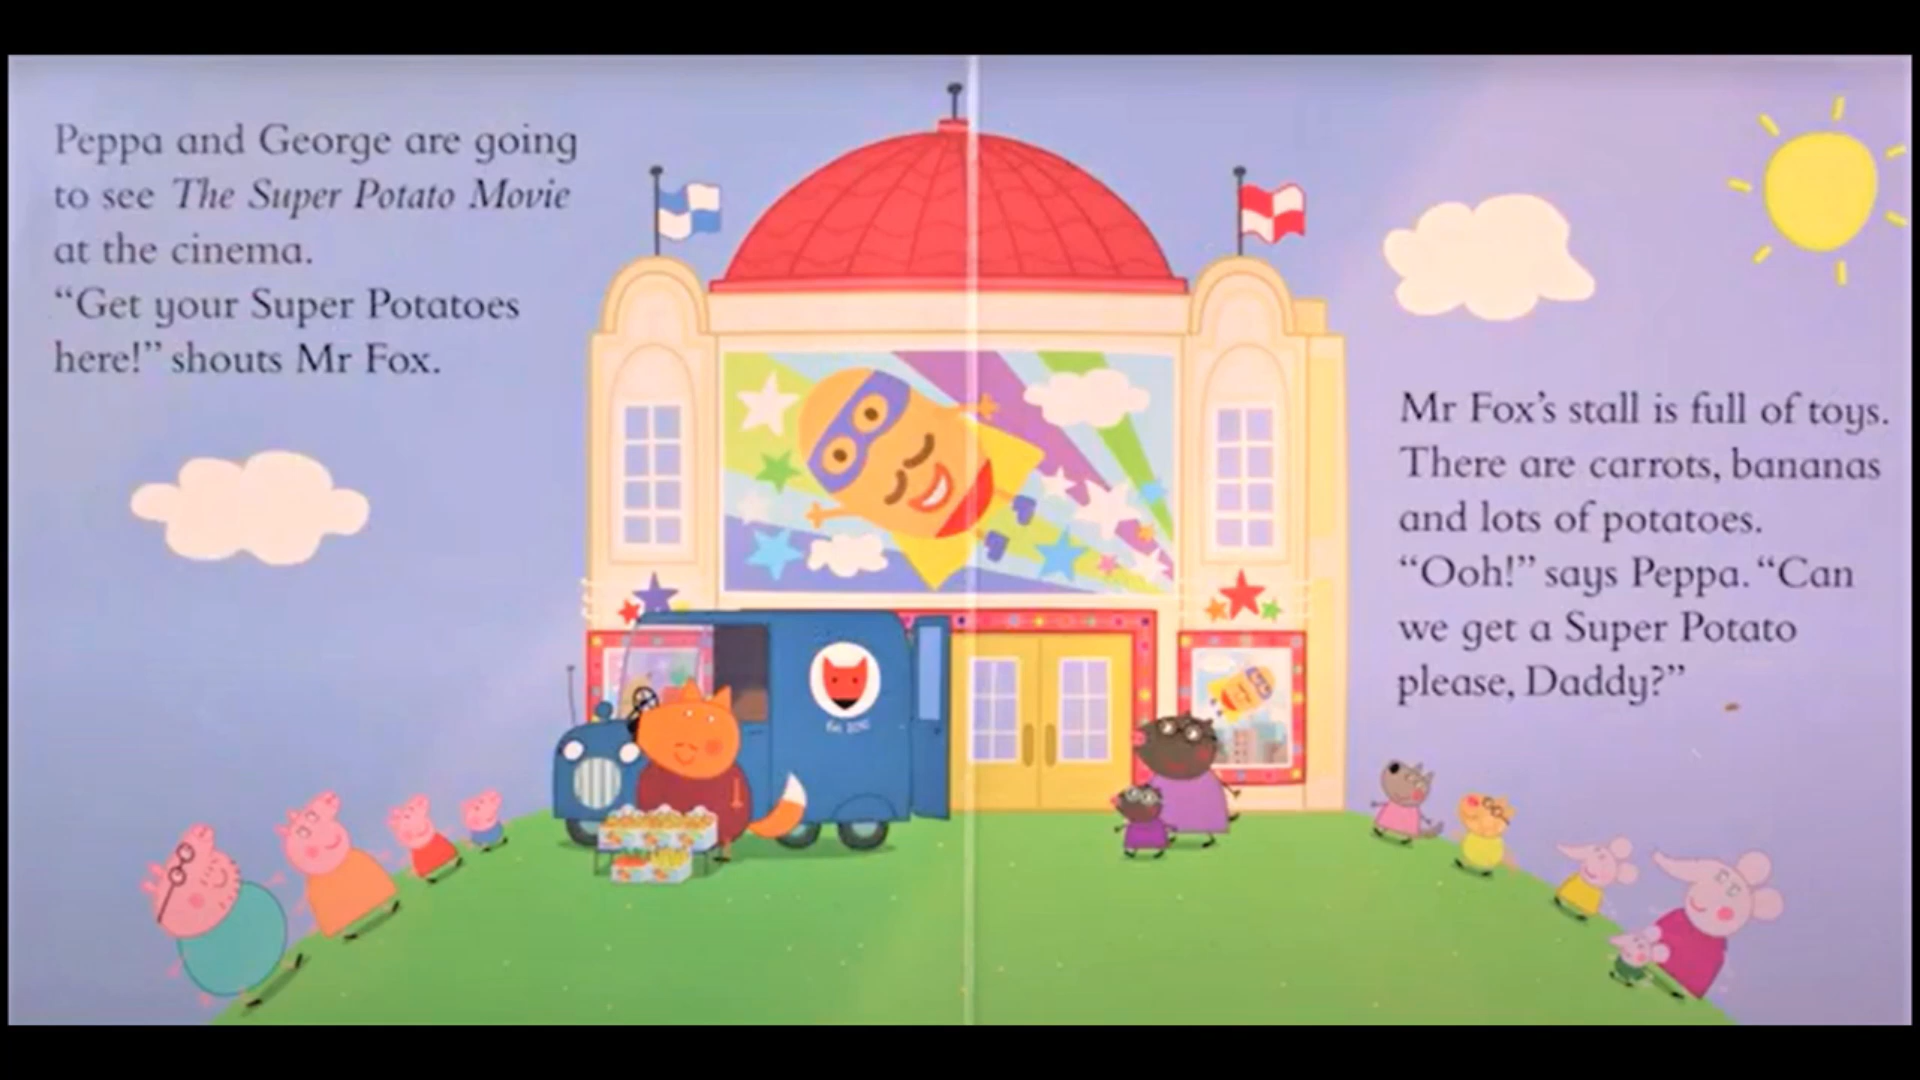 Peppa and George are going
to see The Super Potato Movie
at the cinema.
“Get your Super Potatoes
here!” shouts Mr Fox.
Mr Fox’s stall is full of toys.
There are carrots, bananas
and lots of potatoes.
“Ooh!” says Peppa. “Can
we get a Super Potato
please, Daddy?”